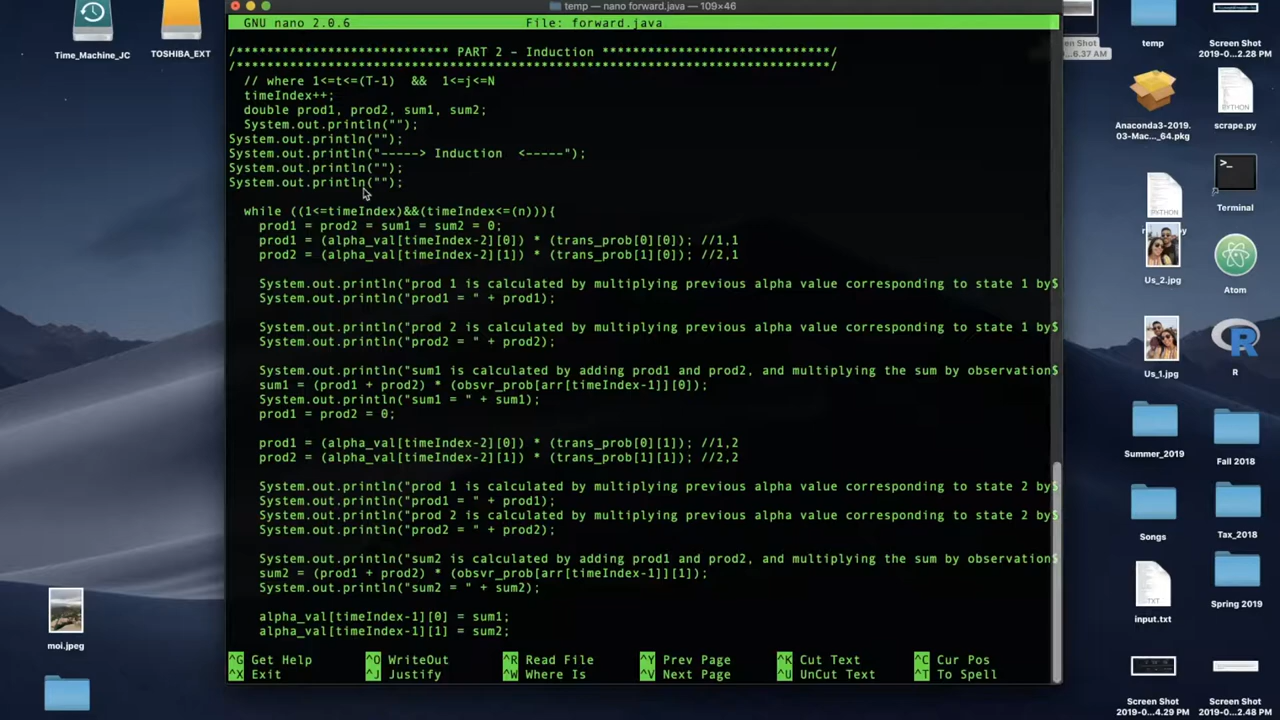 temp — nano forward.java — 109×46
GNU nano 2.0.6 File: forward.java
/**************************** PART 2 - Induction ******************************/
/******************************************************************************/
// where 1<=t<=(T-1) && 1<=j<=N
timeIndex++;
double prod1, prod2, sum1, sum2;
System.out.println("");
System.out.println("");
System.out.println("-----> Induction <-----");
System.out.println("");
System.out.println("");
while ((1<=timeIndex)&&(timeIndex<=(n))){
prod1 = prod2 = sum1 = sum2 = 0;
prod1 = (alpha_val[timeIndex-2][0]) * (trans_prob[0][0]); //1,1
prod2 = (alpha_val[timeIndex-2][1]) * (trans_prob[1][0]); //2,1
System.out.println("prod 1 is calculated by multiplying previous alpha value corresponding to state 1 by$
System.out.println("prod1 = " + prod1);
System.out.println("prod 2 is calculated by multiplying previous alpha value corresponding to state 1 by$
System.out.println("prod2 = " + prod2);
System.out.println("sum1 is calculated by adding prod1 and prod2, and multiplying the sum by observation$
sum1 = (prod1 + prod2) * (obsvr_prob[arr[timeIndex-1]][0]);
System.out.println("sum1 = " + sum1);
prod1 = prod2 = 0;
prod1 = (alpha_val[timeIndex-2][0]) * (trans_prob[0][1]); //1,2
prod2 = (alpha_val[timeIndex-2][1]) * (trans_prob[1][1]); //2,2
System.out.println("prod 1 is calculated by multiplying previous alpha value corresponding to state 2 by$
System.out.println("prod1 = " + prod1);
System.out.println("prod 2 is calculated by multiplying previous alpha value corresponding to state 2 by$
System.out.println("prod2 = " + prod2);
System.out.println("sum2 is calculated by adding prod1 and prod2, and multiplying the sum by observation$
sum2 = (prod1 + prod2) * (obsvr_prob[arr[timeIndex-1]][1]);
System.out.println("sum2 = " + sum2);
alpha_val[timeIndex-1][0] = sum1;
alpha_val[timeIndex-1][1] = sum2;
^G Get Help ^O WriteOut ^R Read File ^Y Prev Page ^K Cut Text ^C Cur Pos
^X Exit ^J Justify ^W Where Is ^V Next Page ^U UnCut Text ^T To Spell
Time_Machine_JC
TOSHIBA_EXT
moi.jpeg
en Shot
...6.37 AM
temp
Screen Shot
2019-0...2.28 PM
Anaconda3-2019.
03-Mac..._64.pkg
PYTHON
scrape.py
PYTHON
Terminal
Us_2.jpg
Atom
Us_1.jpg
R
Summer_2019
Fall 2018
Songs
Tax_2018
TXT
input.txt
Spring 2019
Screen Shot
2019-0...4.29 PM
Screen Shot
2019-0...2.48 PM